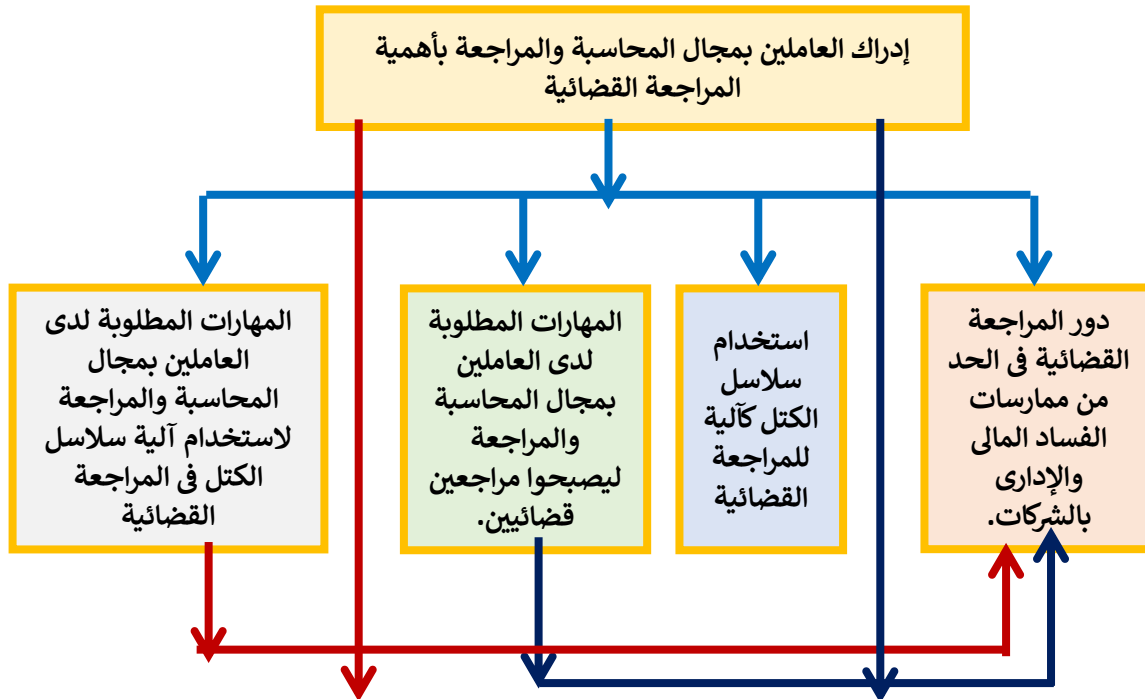 إدراك العاملين بمجال المحاسبة والمراجعة بأهمية
المراجعة القضائية
دور المراجعة
القضائية فى الحد
من ممارسات
الفساد المالى
والإدارى
بالشركات.
استخدام
سلاسل
الكتل كآلية
للمراجعة
القضائية
المهارات المطلوبة
لدى العاملين
بمجال المحاسبة
والمراجعة
ليصبحوا مراجعين
قضائيين.
المهارات المطلوبة لدى
العاملين بمجال
المحاسبة والمراجعة
لاستخدام آلية سلاسل
الكتل فى المراجعة
القضائية